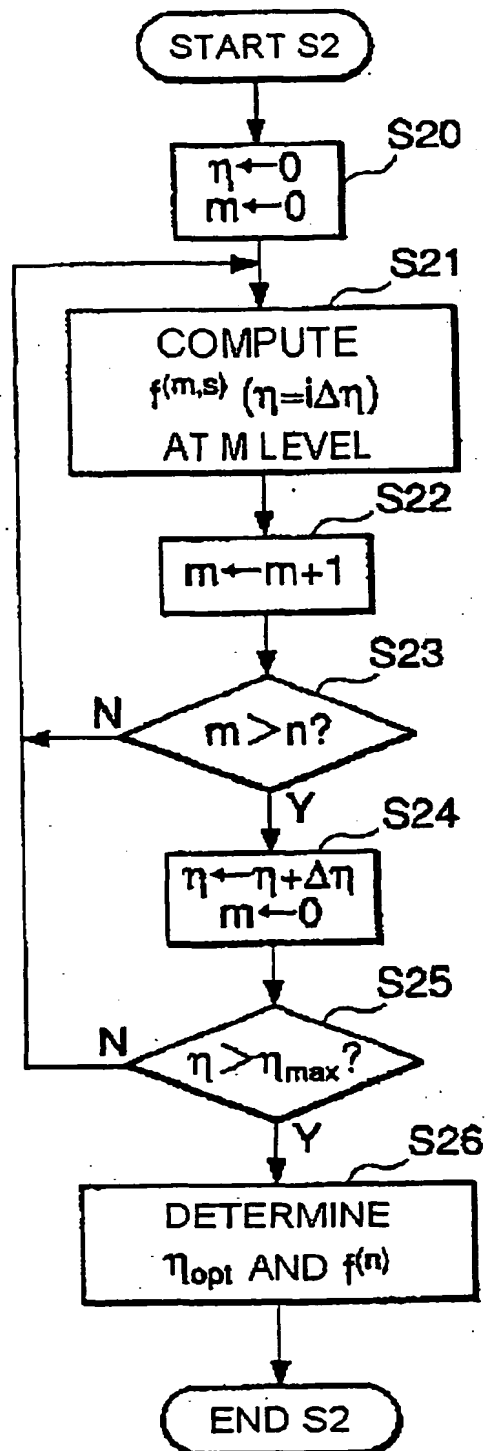 START S2
S20
η←0
m←0
S21
COMPUTE
f(m,s) (η=iΔη)
AT M LEVEL
S22
m←m+1
S23
N
m>n?
Y
S24
η←η+Δη
m←0
S25
N
η>ηmax?
Y
S26
DETERMINE
ηopt AND f(n)
END S2